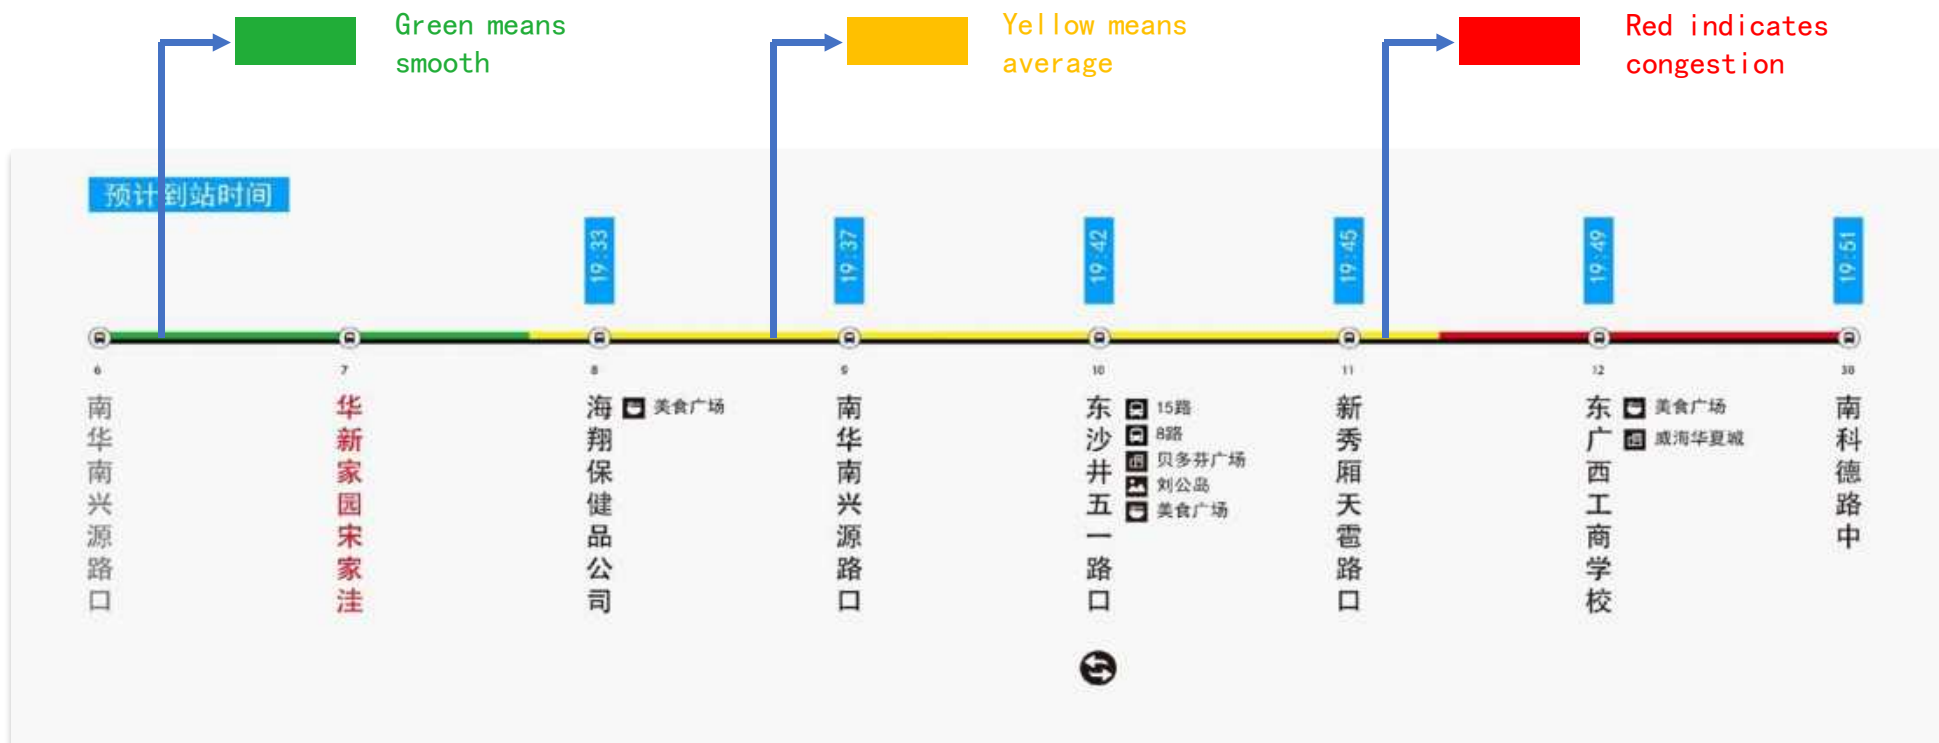 Green means
smooth
Yellow means
average
Red indicates
congestion
预计到站时间
19:33
19:37
19:42
19:45
19:49
19:51
6
7
8
9
10
11
12
30
南华南兴源路口
华新家园宋家洼
海翔保健品公司
美食广场
南华南兴源路口
东沙井五一路口
15路
8路
贝多芬广场
刘公岛
美食广场
新秀厢天雹路口
东广西工商学校
美食广场
威海华夏城
南科德路中